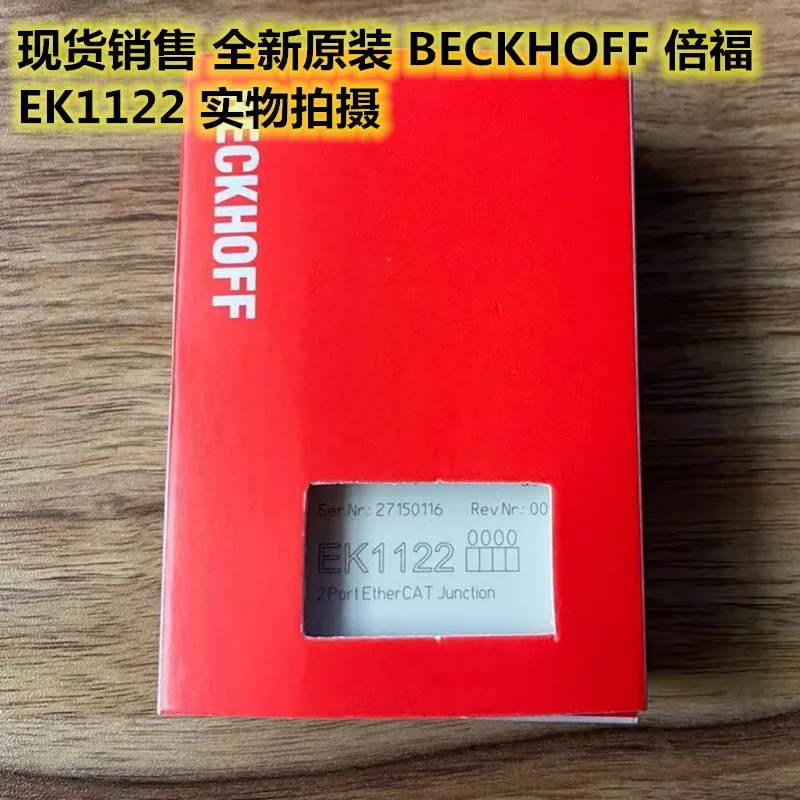 现货销售 全新原装 BECKHOFF 倍福
EK1122 实物拍摄
BECKHOFF
Ser.Nr.: 27150116 Rev.Nr.: 00
0000
EK1122
2 Port EtherCAT Junction